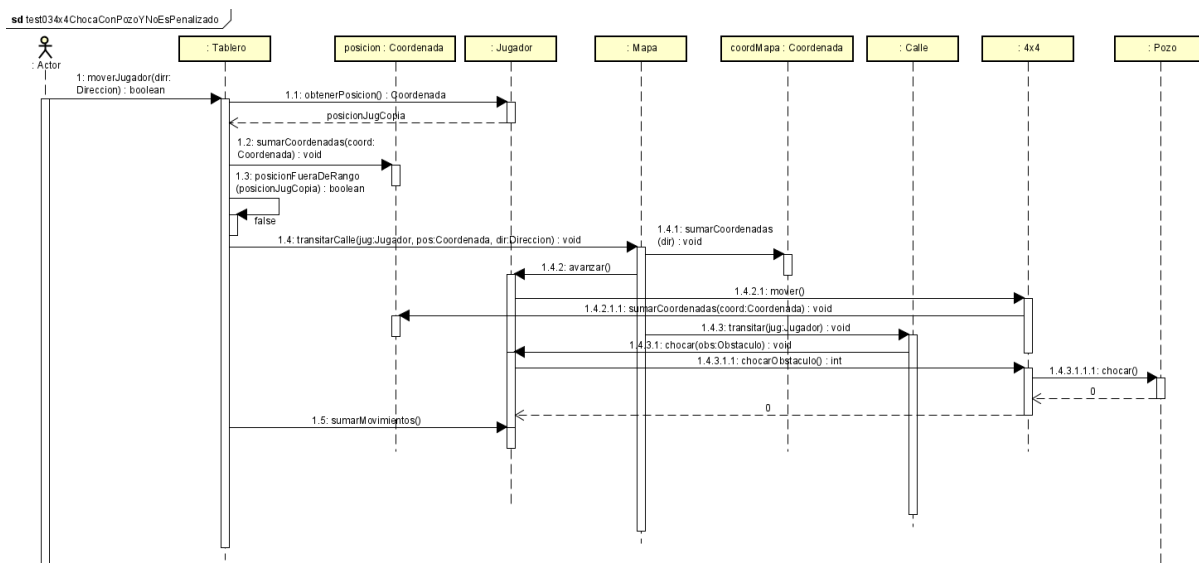 sd test034x4ChocaConPozoYNoEsPenalizado
: Actor
: Tablero
posicion : Coordenada
: Jugador
: Mapa
coordMapa : Coordenada
: Calle
: 4x4
: Pozo
1: moverJugador(dirr:
Direccion) : boolean
1.1: obtenerPosicion() : Coordenada
posicionJugCopia
1.2: sumarCoordenadas(coord:
Coordenada) : void
1.3: posicionFueraDeRango
(posicionJugCopia) : boolean
false
1.4: transitarCalle(jug:Jugador, pos:Coordenada, dir:Direccion) : void
1.4.1: sumarCoordenadas
(dir) : void
1.4.2: avanzar()
1.4.2.1: mover()
1.4.2.1.1: sumarCoordenadas(coord:Coordenada) : void
1.4.3: transitar(jug:Jugador) : void
1.4.3.1: chocar(obs:Obstaculo) : void
1.4.3.1.1: chocarObstaculo() : int
1.4.3.1.1.1: chocar()
0
0
1.5: sumarMovimientos()